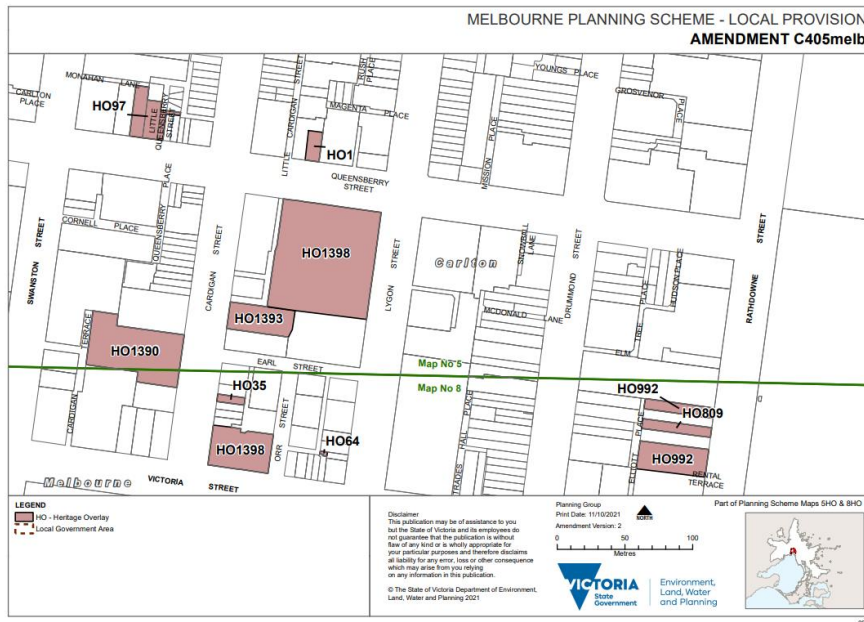 MELBOURNE PLANNING SCHEME - LOCAL PROVISION
AMENDMENT C405melb
MONAHAN LANE
CARLTON
PLACE
HO97
LITTLE
QUEENSBERRY
STREET
LITTLE CARDIGAN STREET
RUSH
PLACE
MAGENTA PLACE
HO1
QUEENSBERRY
STREET
YOUNGS PLACE
MISSION PLACE
GROSVENOR
PLACE
SWANSTON STREET
CORNELL PLACE
QUEENSBERRY PLACE
CARDIGAN STREET
HO1398
LYGON STREET
Carlton
SNOWBALL
LANE
DRUMMOND STREET
MCDONALD LANE
ELM TREE PLACE
HUDSON PLACE
RATHDOWNE STREET
HO1393
HO1390
CARDIGAN TERRACE
EARL STREET
Map No 5
Map No 8
HO35
HO1398
ORR STREET
HO64
TRADES HALL PLACE
HO992
HO809
HO992
ELLIOTT PLACE
RENTAL
TERRACE
Melbourne
VICTORIA STREET
LEGEND
HO - Heritage Overlay
Local Government Area
Disclaimer
This publication may be of assistance to you
but the State of Victoria and its employees do
not guarantee that the publication is without
flaw of any kind or is wholly appropriate for
your particular purposes and therefore disclaims
all liability for any error, loss or other consequence
which may arise from you relying
on any information in this publication.
© The State of Victoria Department of Environment,
Land, Water and Planning 2021
Planning Group
Print Date: 11/10/2021
Amendment Version: 2
NORTH
0 50 100
Metres
VICTORIA
State
Government
Environment,
Land, Water
and Planning
Part of Planning Scheme Maps 5HO & 8HO